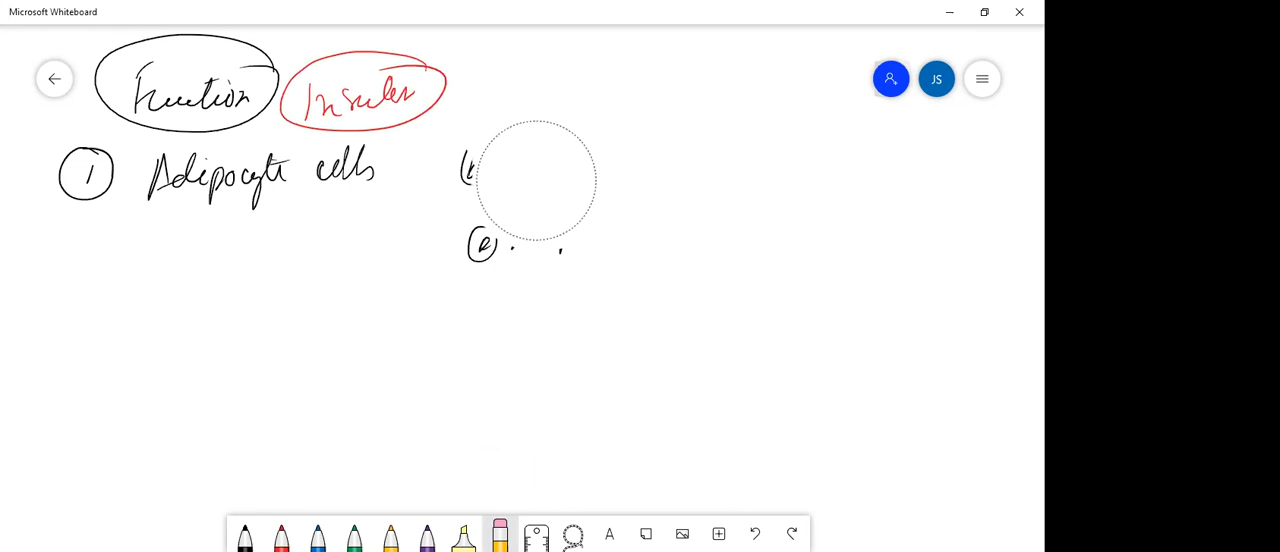 Microsoft Whiteboard
JS
Function Insulin
1 Adipocyte cells
A